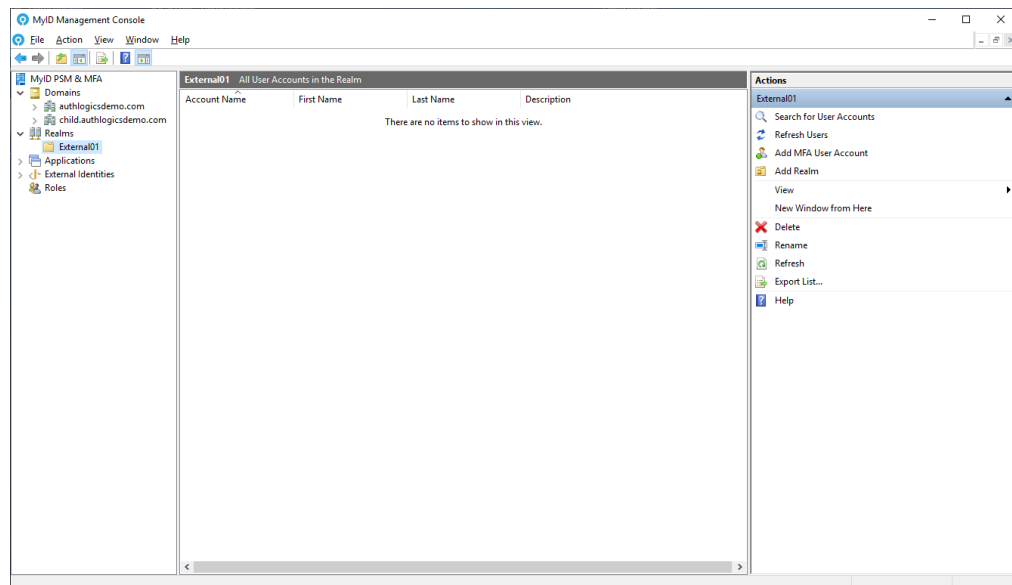 MyID Management Console
File Action View Window Help
MyID PSM & MFA
Domains
authlogicsdemo.com
child.authlogicsdemo.com
Realms
External01
Applications
External Identities
Roles
External01 All User Accounts in the Realm
Account Name First Name Last Name Description
There are no items to show in this view.
Actions
External01
Search for User Accounts
Refresh Users
Add MFA User Account
Add Realm
View
New Window from Here
Delete
Rename
Refresh
Export List...
Help